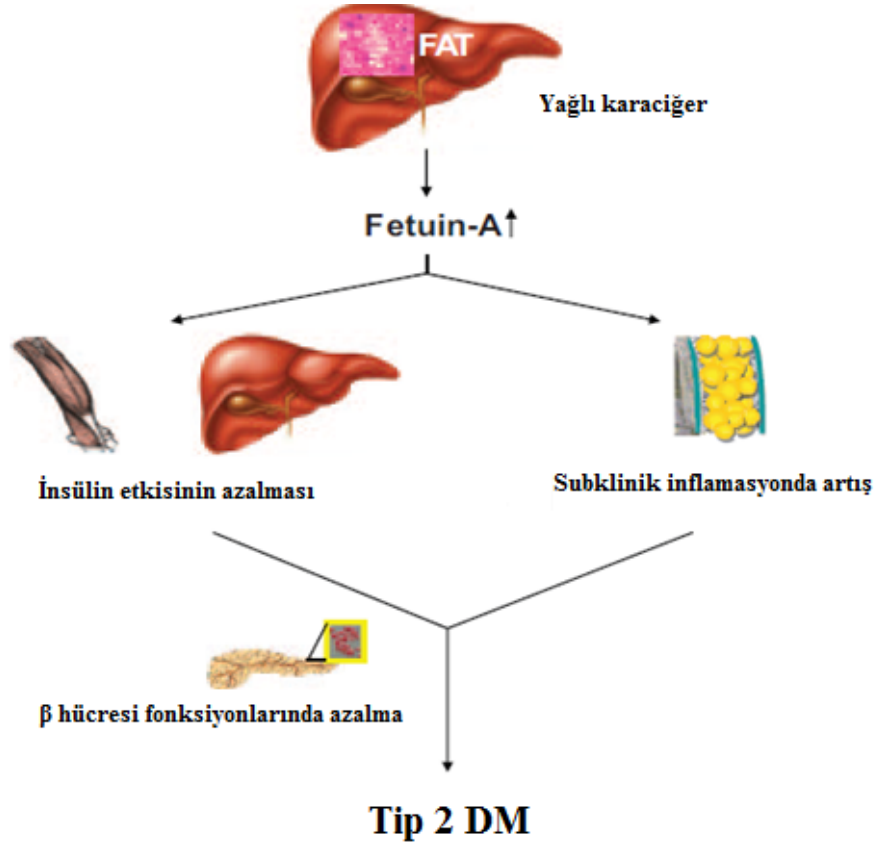 FAT
Yağlı karaciğer
Fetuin-A↑
İnsülin etkisinin azalması
Subklinik inflamasyonda artış
β hücresi fonksiyonlarında azalma
Tip 2 DM